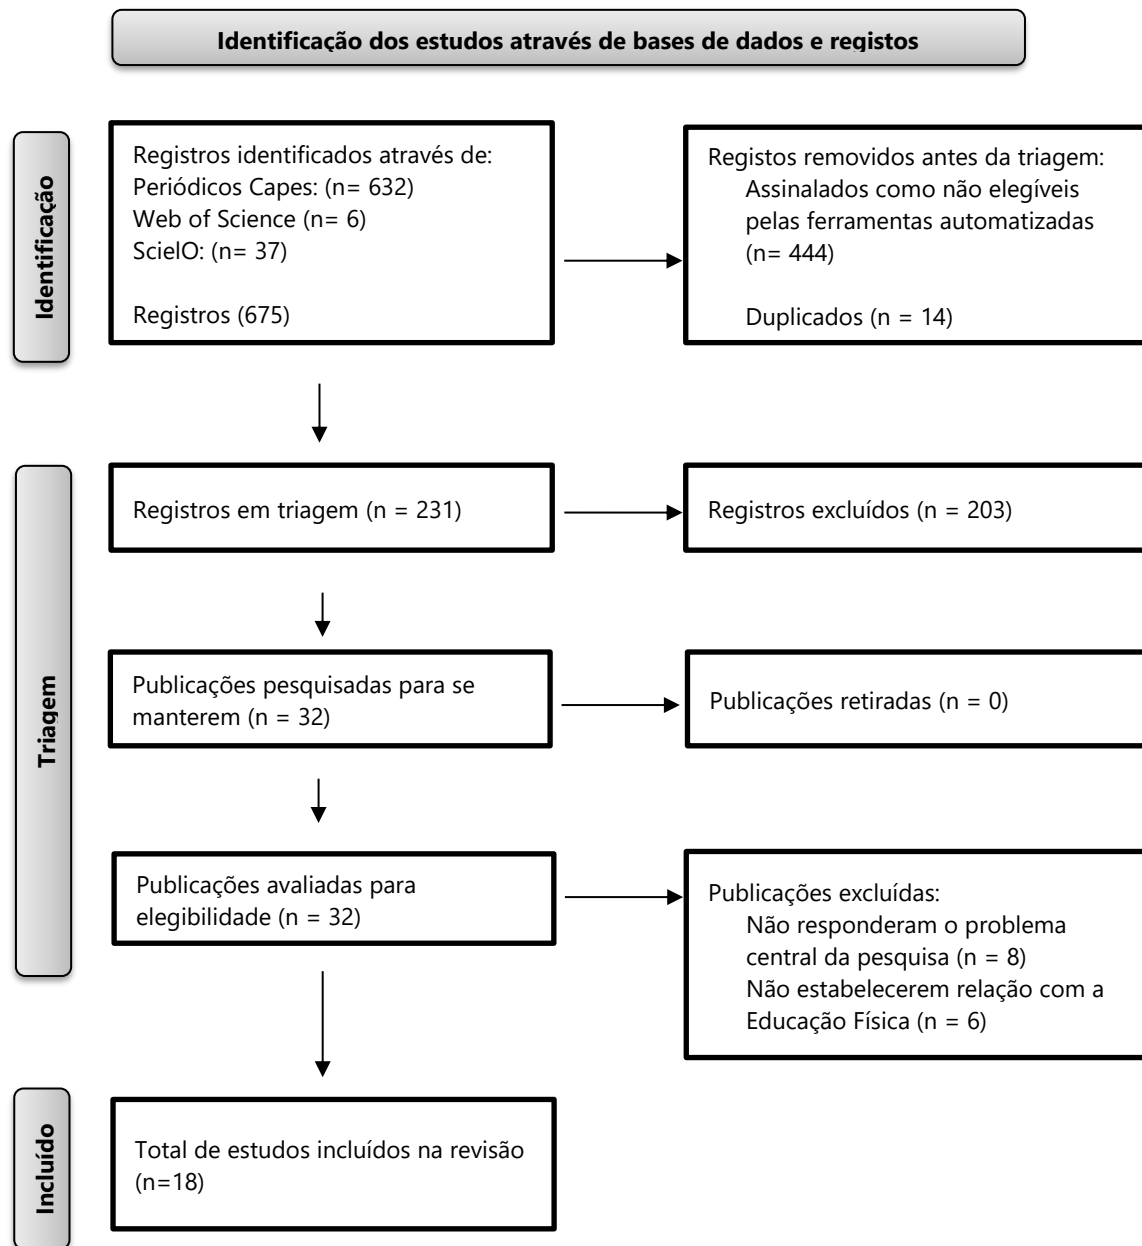 Identificação dos estudos através de bases de dados e registos
Identificação
Registros identificados através de:
Periódicos Capes: (n= 632)
Web of Science (n= 6)
ScielO: (n= 37)
Registros (675)
Registos removidos antes da triagem:
Assinalados como não elegíveis
pelas ferramentas automatizadas
(n= 444)
Duplicados (n = 14)
Triagem
Registros em triagem (n = 231)
Registros excluídos (n = 203)
Publicações pesquisadas para se
manterem (n = 32)
Publicações retiradas (n = 0)
Publicações avaliadas para
elegibilidade (n = 32)
Publicações excluídas:
Não responderam o problema
central da pesquisa (n = 8)
Não estabelecerem relação com a
Educação Física (n = 6)
Incluído
Total de estudos incluídos na revisão
(n=18)